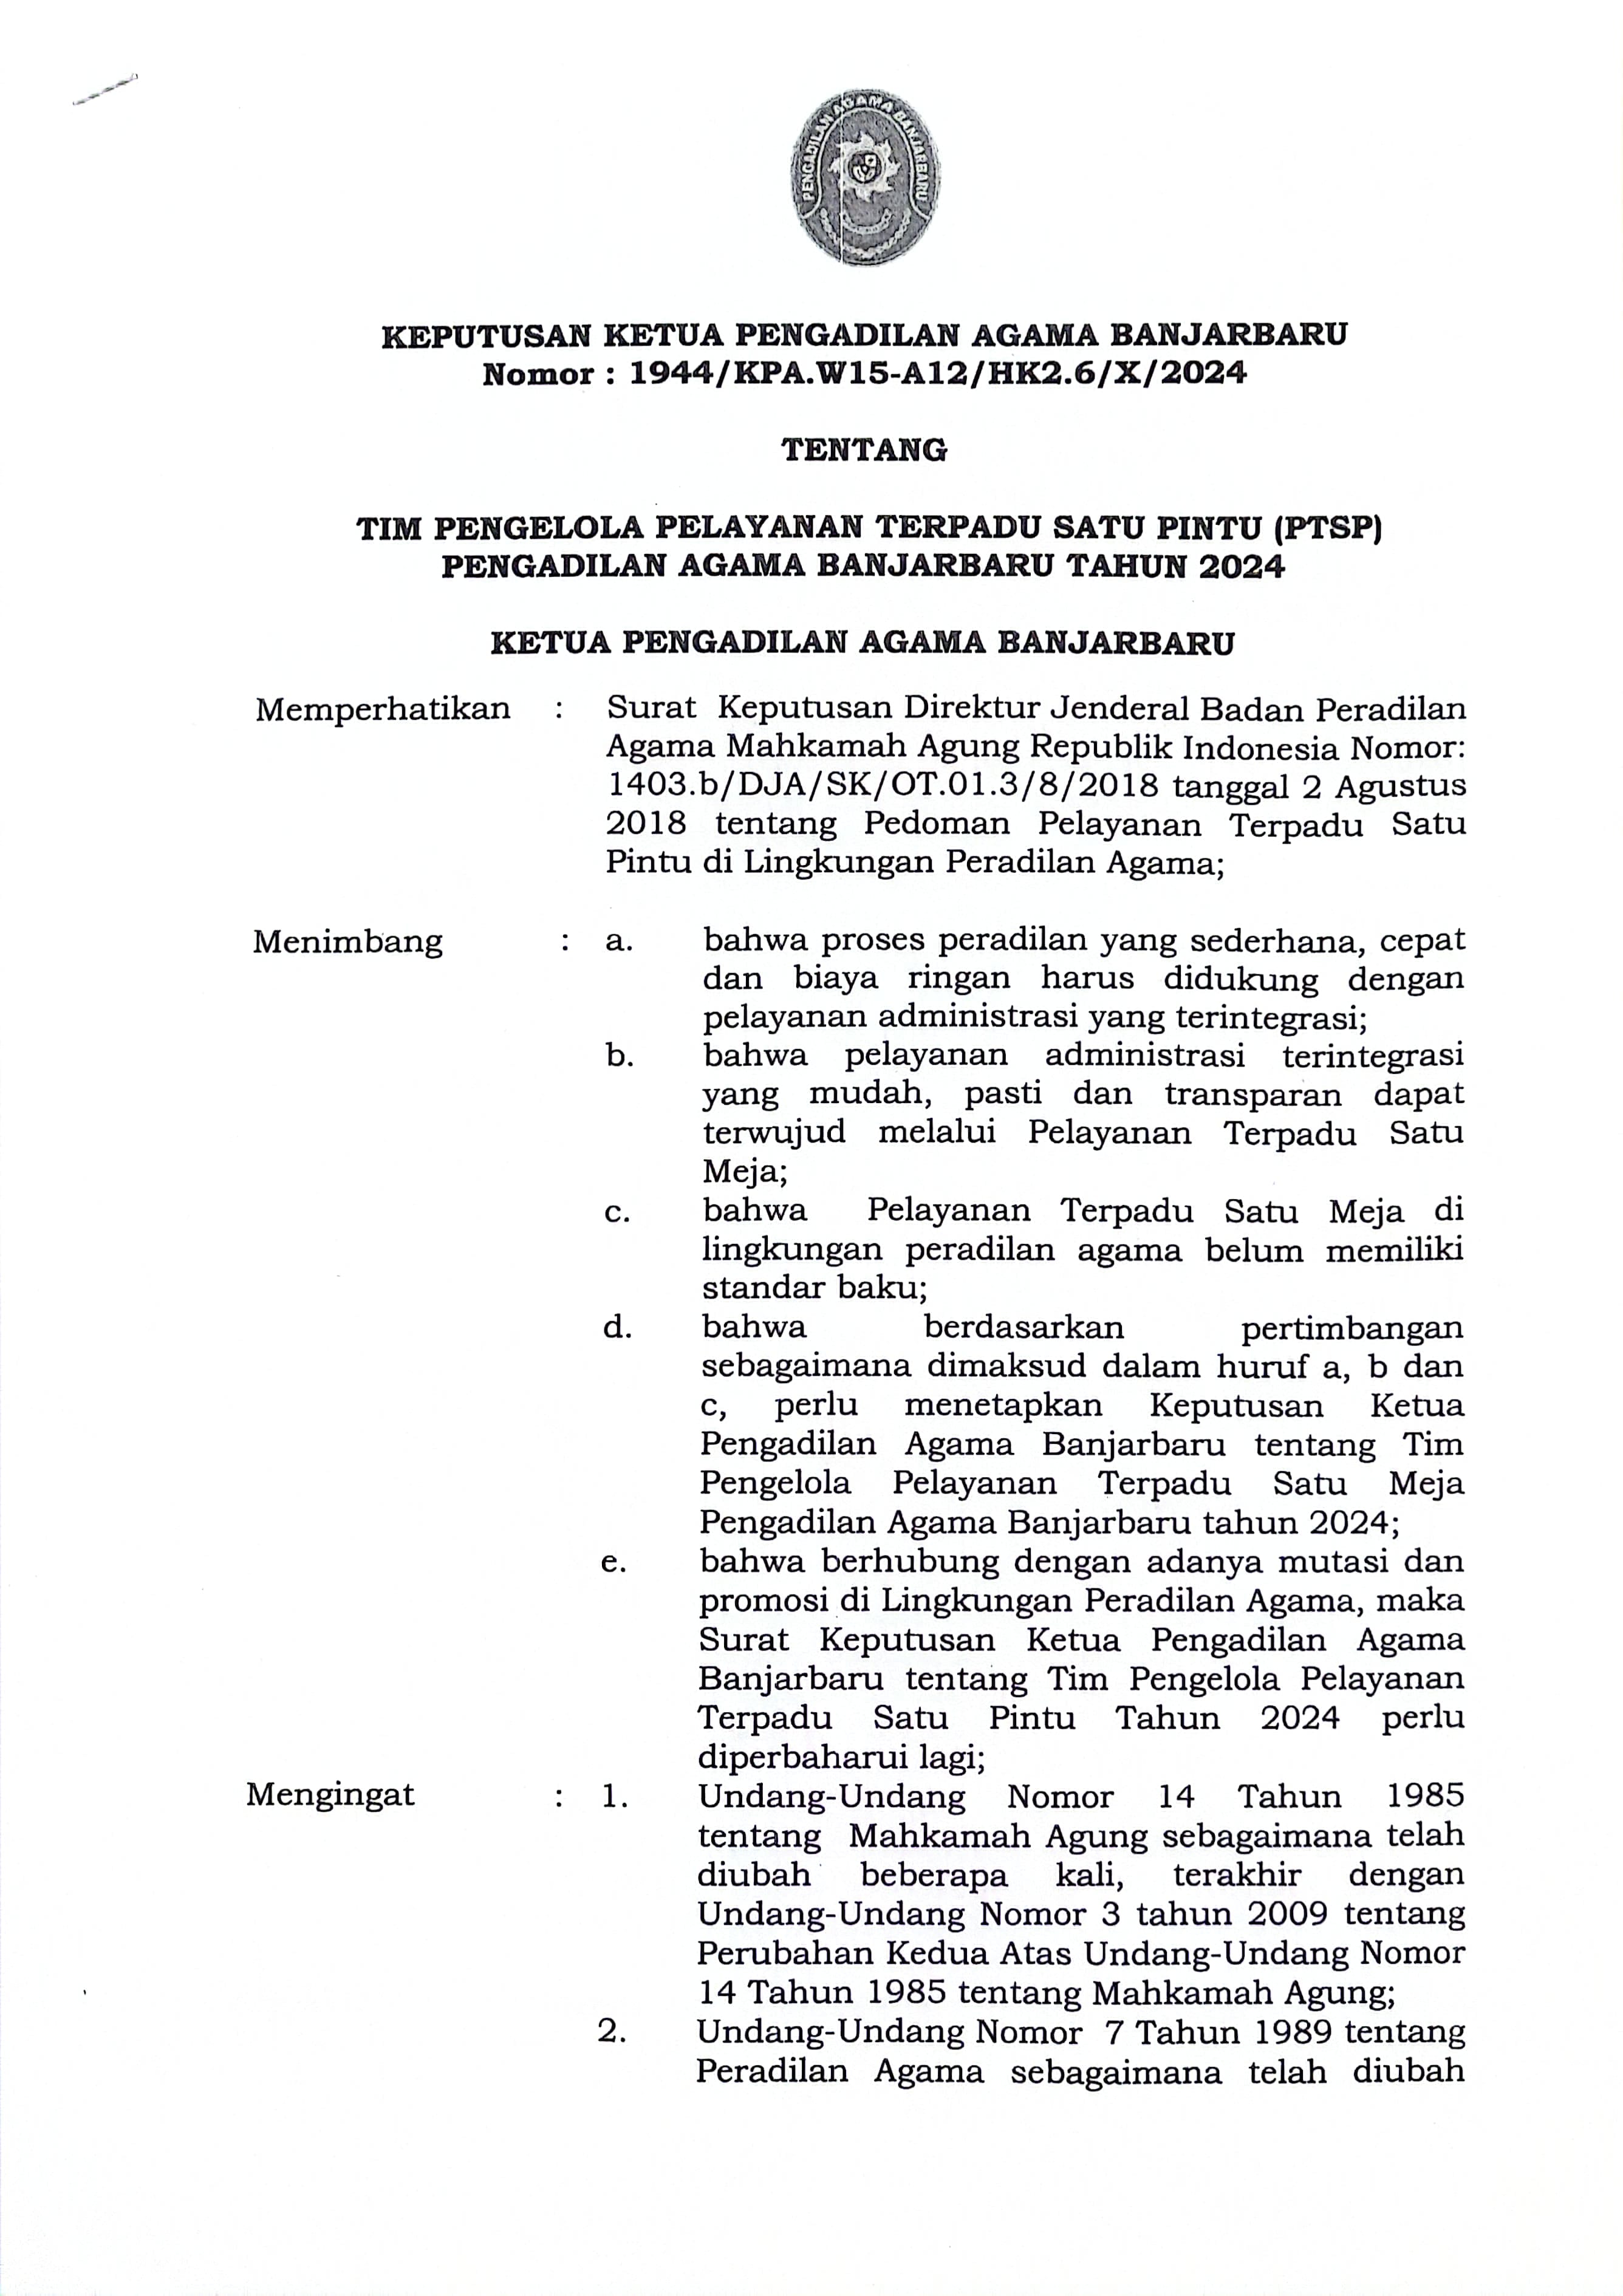 PENGADILAN AGAMA BANJARBARU
KEPUTUSAN KETUA PENGADILAN AGAMA BANJARBARU
Nomor : 1944/KPA.W15-A12/HK2.6/X/2024
TENTANG
TIM PENGELOLA PELAYANAN TERPADU SATU PINTU (PTSP)
PENGADILAN AGAMA BANJARBARU TAHUN 2024
KETUA PENGADILAN AGAMA BANJARBARU
Memperhatikan : Surat Keputusan Direktur Jenderal Badan Peradilan
Agama Mahkamah Agung Republik Indonesia Nomor:
1403.b/DJA/SK/OT.01.3/8/2018 tanggal 2 Agustus
2018 tentang Pedoman Pelayanan Terpadu Satu
Pintu di Lingkungan Peradilan Agama;
Menimbang : a. bahwa proses peradilan yang sederhana, cepat
dan biaya ringan harus didukung dengan
pelayanan administrasi yang terintegrasi;
b. bahwa pelayanan administrasi terintegrasi
yang mudah, pasti dan transparan dapat
terwujud melalui Pelayanan Terpadu Satu
Meja;
c. bahwa Pelayanan Terpadu Satu Meja di
lingkungan peradilan agama belum memiliki
standar baku;
d. bahwa berdasarkan pertimbangan
sebagaimana dimaksud dalam huruf a, b dan
c, perlu menetapkan Keputusan Ketua
Pengadilan Agama Banjarbaru tentang Tim
Pengelola Pelayanan Terpadu Satu Meja
Pengadilan Agama Banjarbaru tahun 2024;
e. bahwa berhubung dengan adanya mutasi dan
promosi di Lingkungan Peradilan Agama, maka
Surat Keputusan Ketua Pengadilan Agama
Banjarbaru tentang Tim Pengelola Pelayanan
Terpadu Satu Pintu Tahun 2024 perlu
diperbaharui lagi;
Mengingat : 1. Undang-Undang Nomor 14 Tahun 1985
tentang Mahkamah Agung sebagaimana telah
diubah beberapa kali, terakhir dengan
Undang-Undang Nomor 3 tahun 2009 tentang
Perubahan Kedua Atas Undang-Undang Nomor
14 Tahun 1985 tentang Mahkamah Agung;
2. Undang-Undang Nomor 7 Tahun 1989 tentang
Peradilan Agama sebagaimana telah diubah